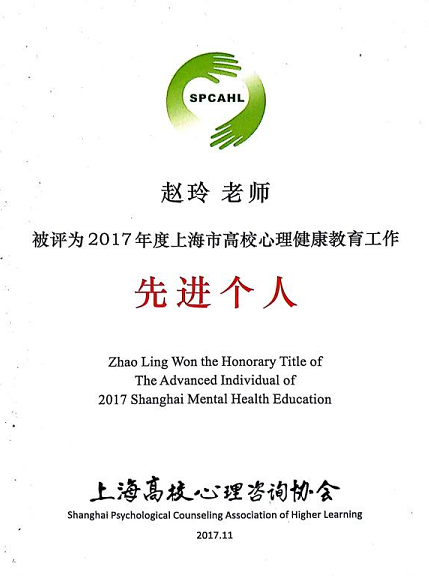 SPCAHL
赵玲 老师
被评为2017年度上海市高校心理健康教育工作
先进个人
Zhao Ling Won the Honorary Title of
The Advanced Individual of
2017 Shanghai Mental Health Education
上海高校心理咨询协会
Shanghai Psychological Counseling Association of Higher Learning
2017.11